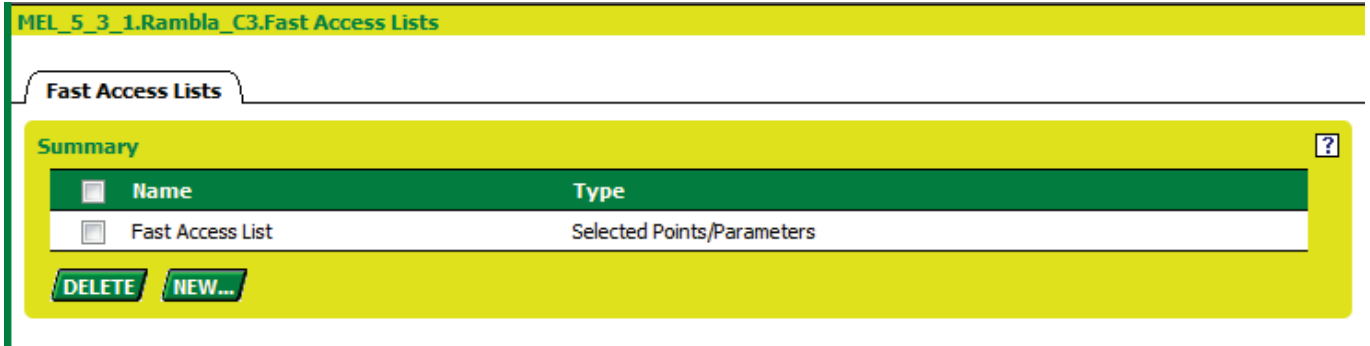 MEL_5_3_1.Rambla_C3.Fast Access Lists
Fast Access Lists
Summary ?
Name Type
Fast Access List Selected Points/Parameters
DELETE NEW...